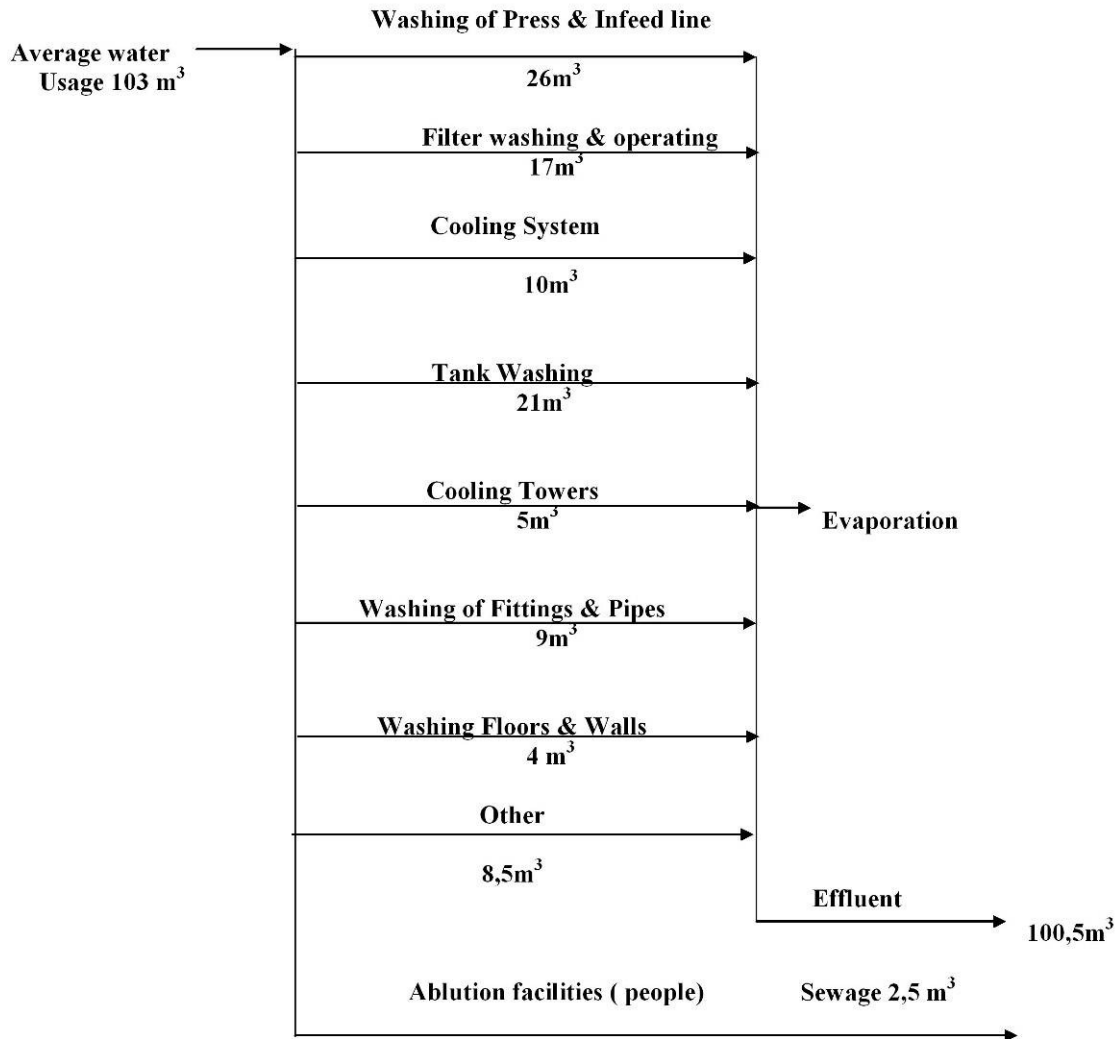 Washing of Press & Infeed line
Average water
Usage 103 m³
26m³
Filter washing & operating
17m³
Cooling System
10m³
Tank Washing
21m³
Cooling Towers
5m³
Evaporation
Washing of Fittings & Pipes
9m³
Washing Floors & Walls
4 m³
Other
8,5m³
Effluent
100,5m³
Ablution facilities ( people)
Sewage 2,5 m³